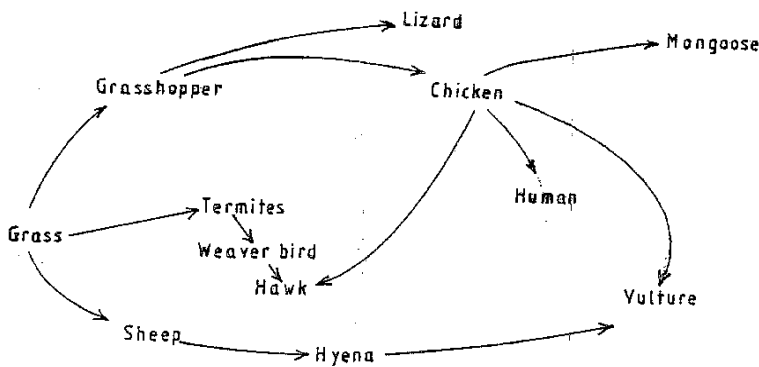 Lizard
Mongoose
Grasshopper
Chicken
Human
Termites
Grass
Weaver bird
Hawk
Vulture
Sheep
Hyena